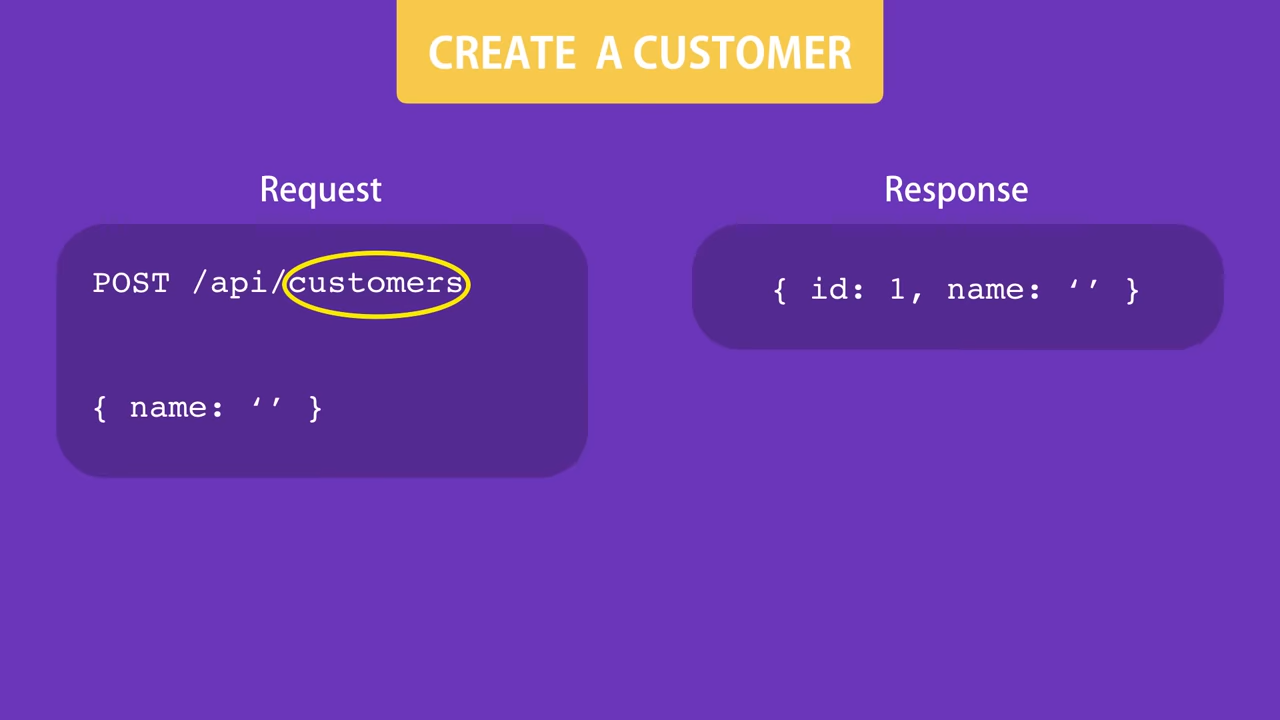 CREATE A CUSTOMER
Request
Response
POST /api/customers
{ id: 1, name: ‘’ }
{ name: ‘’ }